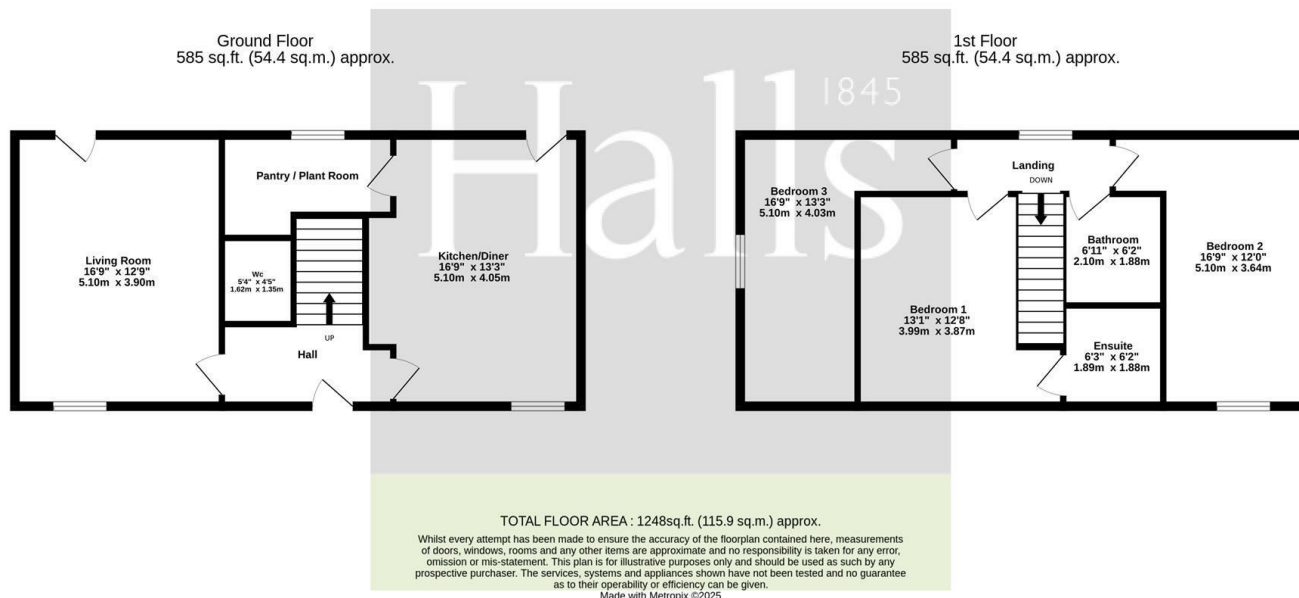 Ground Floor
585 sq.ft. (54.4 sq.m.) approx.
1st Floor
585 sq.ft. (54.4 sq.m.) approx.
Halls
1845
Living Room
16'9" x 12'9"
5.10m x 3.90m
Pantry / Plant Room
Wc
5'4" x 4'5"
1.62m x 1.35m
UP
Hall
Kitchen/Diner
16'9" x 13'3"
5.10m x 4.05m
Bedroom 3
16'9" x 13'3"
5.10m x 4.03m
Landing
DOWN
Bedroom 1
13'1" x 12'8"
3.99m x 3.87m
Bathroom
6'11" x 6'2"
2.10m x 1.88m
Ensuite
6'3" x 6'2"
1.89m x 1.88m
Bedroom 2
16'9" x 12'0"
5.10m x 3.64m
TOTAL FLOOR AREA : 1248sq.ft. (115.9 sq.m.) approx.
Whilst every attempt has been made to ensure the accuracy of the floorplan contained here, measurements
of doors, windows, rooms and any other items are approximate and no responsibility is taken for any error,
omission or mis-statement. This plan is for illustrative purposes only and should be used as such by any
prospective purchaser. The services, systems and appliances shown have not been tested and no guarantee
as to their operability or efficiency can be given.
Made with Metropix ©2025